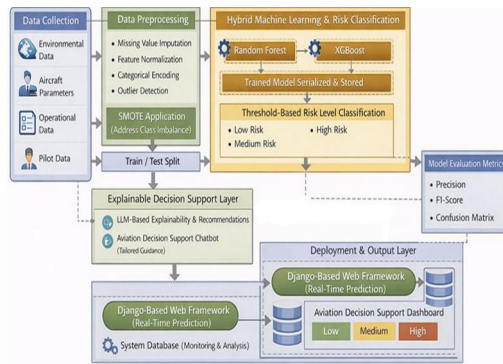 Data Collection
Environmental
Data
Aircraft
Parameters
Operational
Data
Pilot Data
Data Preprocessing
• Missing Value Imputation
• Feature Normalization
• Categorical Encoding
• Outlier Detection
SMOTE Application
(Address Class Imbalance)
Train / Test Split
Hybrid Machine Learning & Risk Classification
Random Forest
XGBoost
Trained Model Serialized & Stored
Threshold-Based Risk Level Classification
• Low Risk
• High Risk
• Medium Risk
Model Evaluation Metrics
• Precision
• F1-Score
• Confusion Matrix
Explainable Decision Support Layer
LLM-Based Explainability & Recommendations
Aviation Decision Support Chatbot
(Tailored Guidance)
Deployment & Output Layer
Django-Based Web Framework
(Real-Time Prediction)
Aviation Decision Support Dashboard
Low
Medium
High
Django-Based Web Framework
(Real-Time Prediction)
System Database (Monitoring & Analysis)